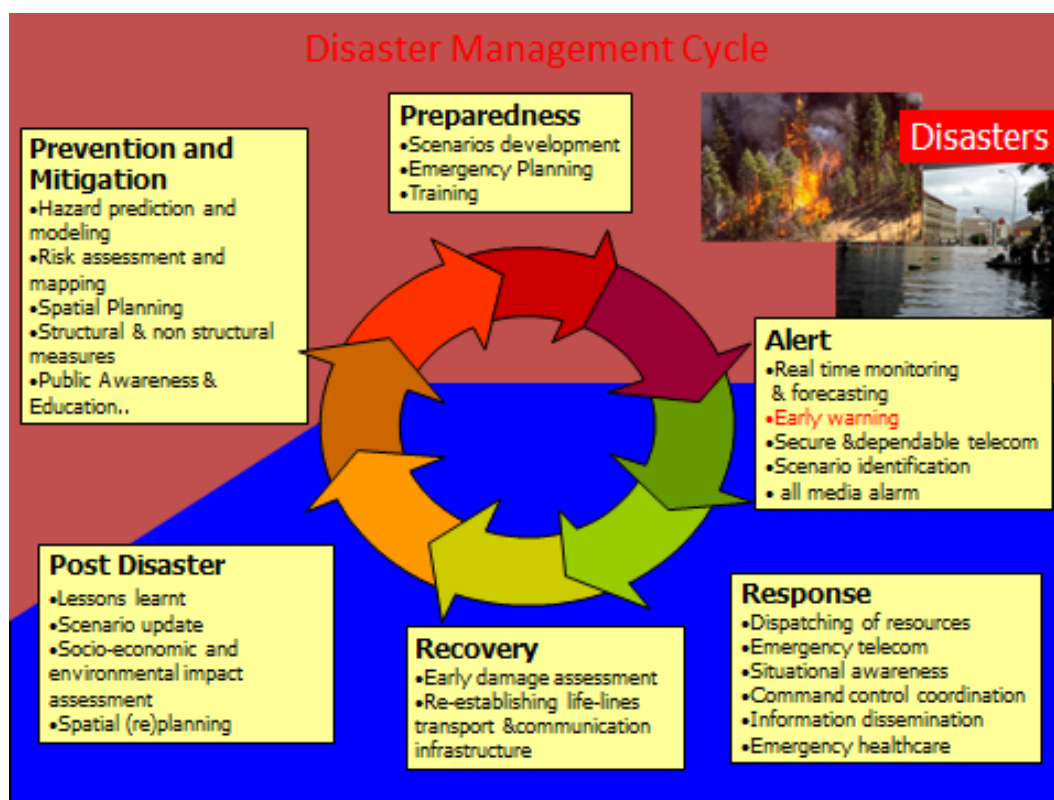 Disaster Management Cycle
Preparedness
•Scenarios development
•Emergency Planning
•Training
Disasters
Prevention and
Mitigation
•Hazard prediction and
modeling
•Risk assessment and
mapping
•Spatial Planning
•Structural & non structural
measures
•Public Awareness &
Education..
Alert
•Real time monitoring
& forecasting
•Early warning
•Secure &dependable telecom
•Scenario identification
• all media alarm
Post Disaster
•Lessons learnt
•Scenario update
•Socio-economic and
environmental impact
assessment
•Spatial (re)planning
Recovery
•Early damage assessment
•Re-establishing life-lines
transport &communication
infrastructure
Response
•Dispatching of resources
•Emergency telecom
•Situational awareness
•Command control coordination
•Information dissemination
•Emergency healthcare